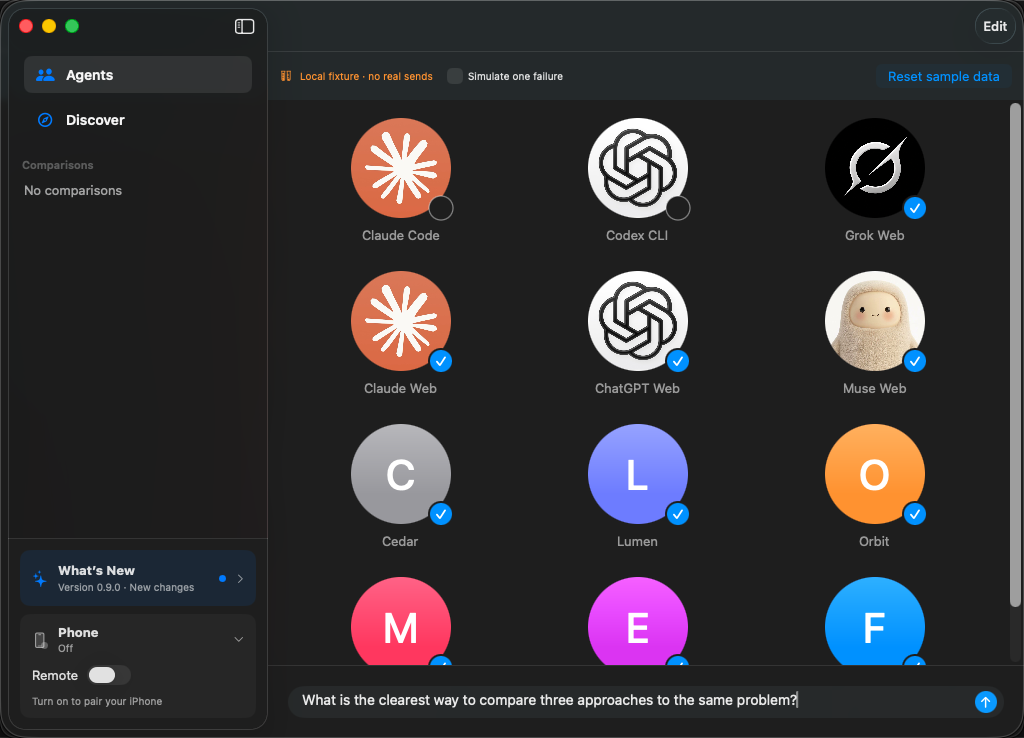 Edit
Agents
Discover
Comparisons
No comparisons
What's New
Version 0.9.0 · New changes
Phone
Off
Remote
Turn on to pair your iPhone
Local fixture · no real sends
Simulate one failure
Reset sample data
Claude Code
Codex CLI
Grok Web
Claude Web
ChatGPT Web
Muse Web
C
L
O
Cedar
Lumen
Orbit
M
E
F
What is the clearest way to compare three approaches to the same problem?